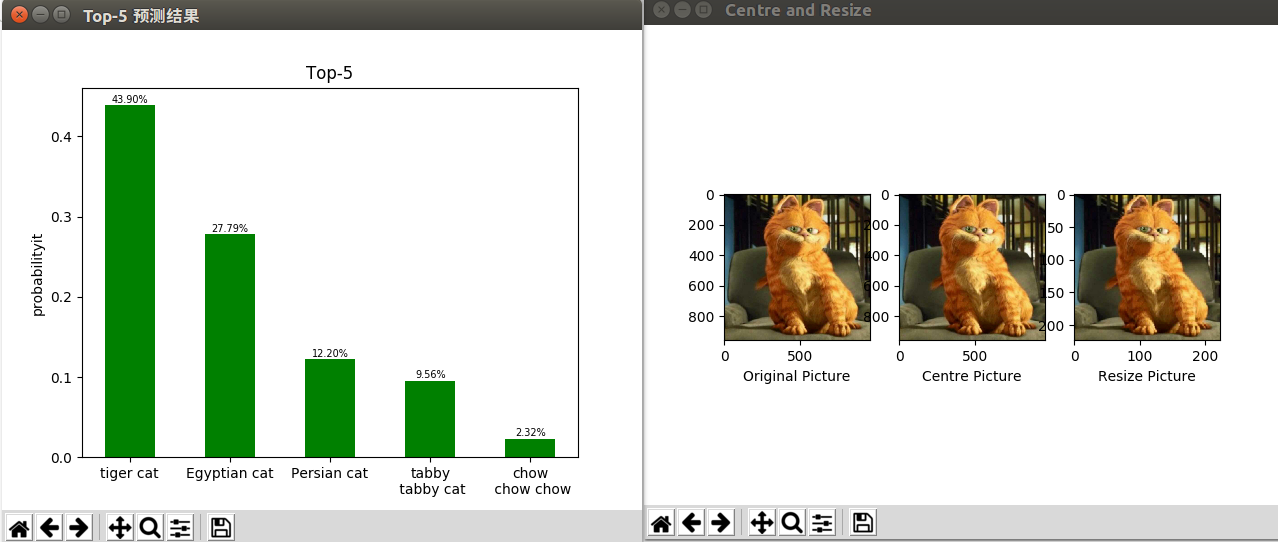 Top-5 预测结果
Top-5
43.90%
27.79%
12.20%
9.56%
2.32%
0.4
0.3
0.2
0.1
0.0
probabilityit
tiger cat
Egyptian cat
Persian cat
tabby
tabby cat
chow
chow chow
Centre and Resize
0
200
400
600
800
0
500
Original Picture
0
200
400
600
800
0
500
Centre Picture
0
50
100
150
200
0
100
200
Resize Picture